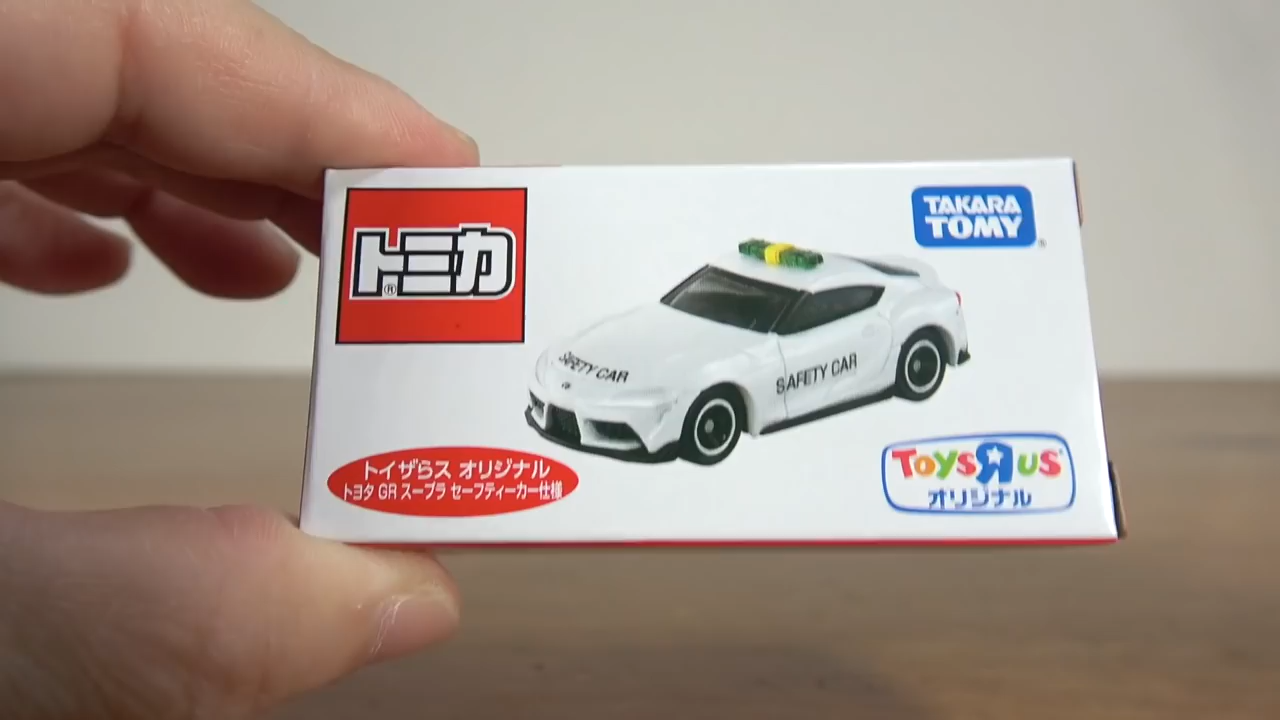 トミカ
®
TAKARA
TOMY
®
SAFETY CAR
SAFETY CAR
トイザらス オリジナル
トヨタ GR スープラ セーフティーカー仕様
ToysЯus
オリジナル